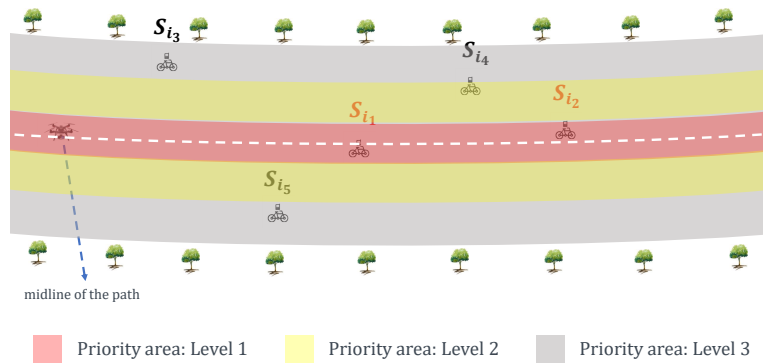 S_{i_3}
S_{i_4}
S_{i_1}
S_{i_2}
S_{i_5}
midline of the path
Priority area: Level 1
Priority area: Level 2
Priority area: Level 3